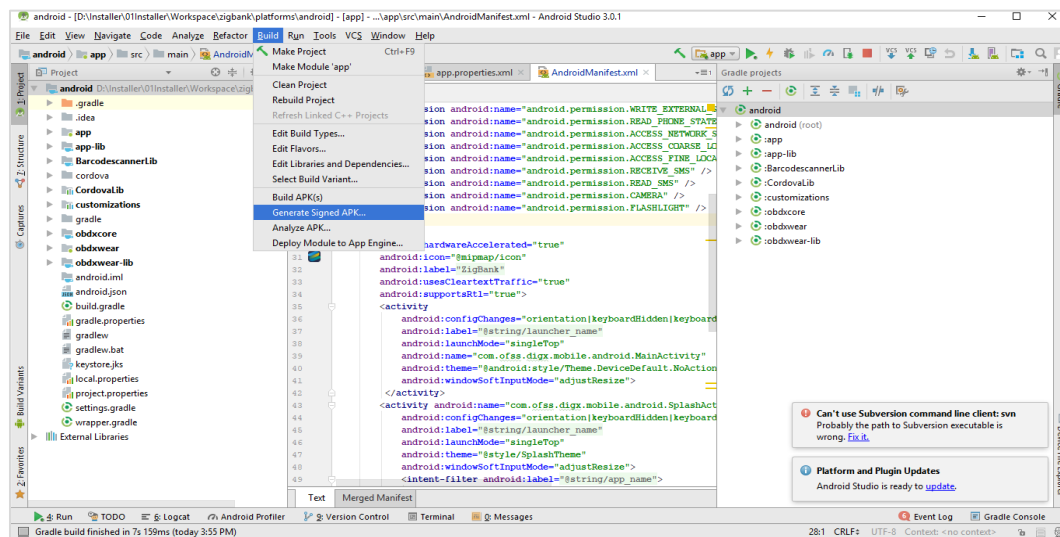 android - [D:\Installer\01Installer\Workspace\zigbank\platforms\android] - [app] - ...\app\src\main\AndroidManifest.xml - Android Studio 3.0.1
File Edit View Navigate Code Analyze Refactor Build Run Tools VCS Window Help
android app src main AndroidM
app
Make Project Ctrl+F9
Make Module 'app'
Clean Project
Rebuild Project
Refresh Linked C++ Projects
Edit Build Types...
Edit Flavors...
Edit Libraries and Dependencies...
Select Build Variant...
Build APK(s)
Generate Signed APK...
Analyze APK...
Deploy Module to App Engine...
1: Project
Z: Structure
Captures
Build Variants
2: Favorites
Project
android D:\Installer\01Installer\Workspace\zigb
.gradle
.idea
app
app-lib
BarcodescannerLib
cordova
CordovaLib
customizations
gradle
obdxcore
obdxwear
obdxwear-lib
android.iml
android.json
build.gradle
gradle.properties
gradlew
gradlew.bat
keystore.jks
local.properties
project.properties
settings.gradle
wrapper.gradle
External Libraries
app.properties.xml AndroidManifest.xml
ssion android:name="android.permission.WRITE_EXTERNAL_
ssion android:name="android.permission.READ_PHONE_STATE
ssion android:name="android.permission.ACCESS_NETWORK_S
ssion android:name="android.permission.ACCESS_COARSE_LO
ssion android:name="android.permission.ACCESS_FINE_LOCA
ssion android:name="android.permission.RECEIVE_SMS" />
ssion android:name="android.permission.READ_SMS" />
ssion android:name="android.permission.CAMERA" />
ssion android:name="android.permission.FLASHLIGHT" />
hardwareAccelerated="true"
31 android:icon="@mipmap/icon"
32 android:label="ZigBank"
33 android:usesCleartextTraffic="true"
34 android:supportsRtl="true">
35 <activity
36 android:configChanges="orientation|keyboardHidden|keyboard
37 android:label="@string/launcher_name"
38 android:launchMode="singleTop"
39 android:name="com.ofss.digx.mobile.android.MainActivity"
40 android:theme="@android:style/Theme.DeviceDefault.NoAction
41 android:windowSoftInputMode="adjustResize">
42 </activity>
43 <activity android:name="com.ofss.digx.mobile.android.SplashAct
44 android:configChanges="orientation|keyboardHidden|keyboard
45 android:label="@string/launcher_name"
46 android:launchMode="singleTop"
47 android:theme="@style/SplashTheme"
48 android:windowSoftInputMode="adjustResize">
49 <intent-filter android:label="@string/app_name">
Text Merged Manifest
Gradle projects
android
android (root)
:app
:app-lib
:BarcodescannerLib
:CordovaLib
:customizations
:obdxcore
:obdxwear
:obdxwear-lib
Can't use Subversion command line client: svn
Probably the path to Subversion executable is
wrong. Fix it.
Platform and Plugin Updates
Android Studio is ready to update.
4: Run TODO 6: Logcat Android Profiler 9: Version Control Terminal 0: Messages Event Log Gradle Console
Gradle build finished in 7s 159ms (today 3:55 PM) 28:1 CRLF UTF-8 Context: <no context>